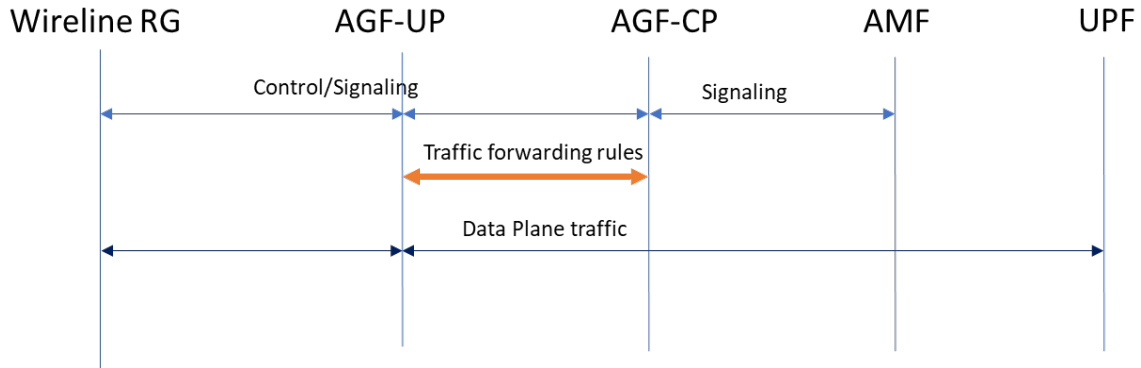 Wireline RG AGF-UP AGF-CP AMF UPF
Control/Signaling Signaling
Traffic forwarding rules
Data Plane traffic